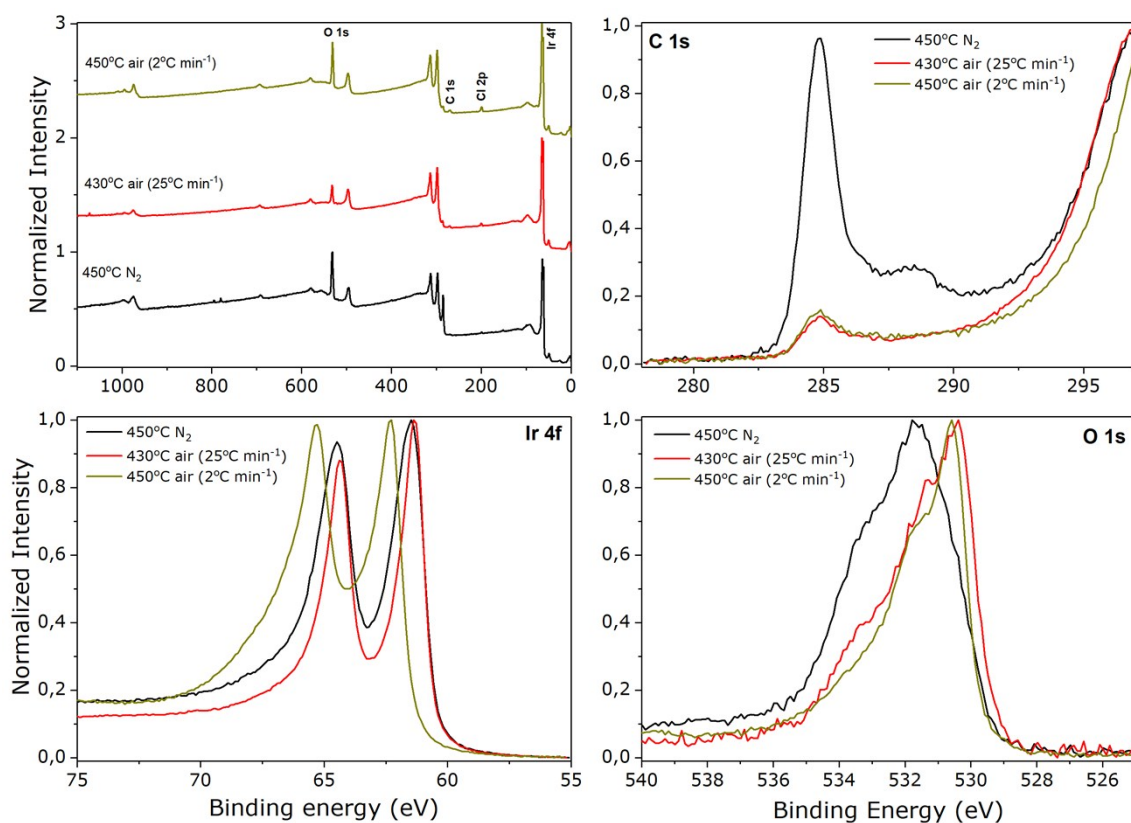 3
2
1
0
Normalized Intensity
450°C air (2°C min⁻¹)
430°C air (25°C min⁻¹)
450°C N₂
O 1s
C 1s
Cl 2p
Ir 4f
1000 800 600 400 200 0
C 1s
450°C N₂
430°C air (25°C min⁻¹)
450°C air (2°C min⁻¹)
1,0
0,8
0,6
0,4
0,2
0,0
280 285 290 295
Ir 4f
450°C N₂
430°C air (25°C min⁻¹)
450°C air (2°C min⁻¹)
Normalized Intensity
1,0
0,8
0,6
0,4
0,2
0,0
75 70 65 60 55
Binding energy (eV)
O 1s
450°C N₂
430°C air (25°C min⁻¹)
450°C air (2°C min⁻¹)
1,0
0,8
0,6
0,4
0,2
0,0
540 538 536 534 532 530 528 526
Binding Energy (eV)